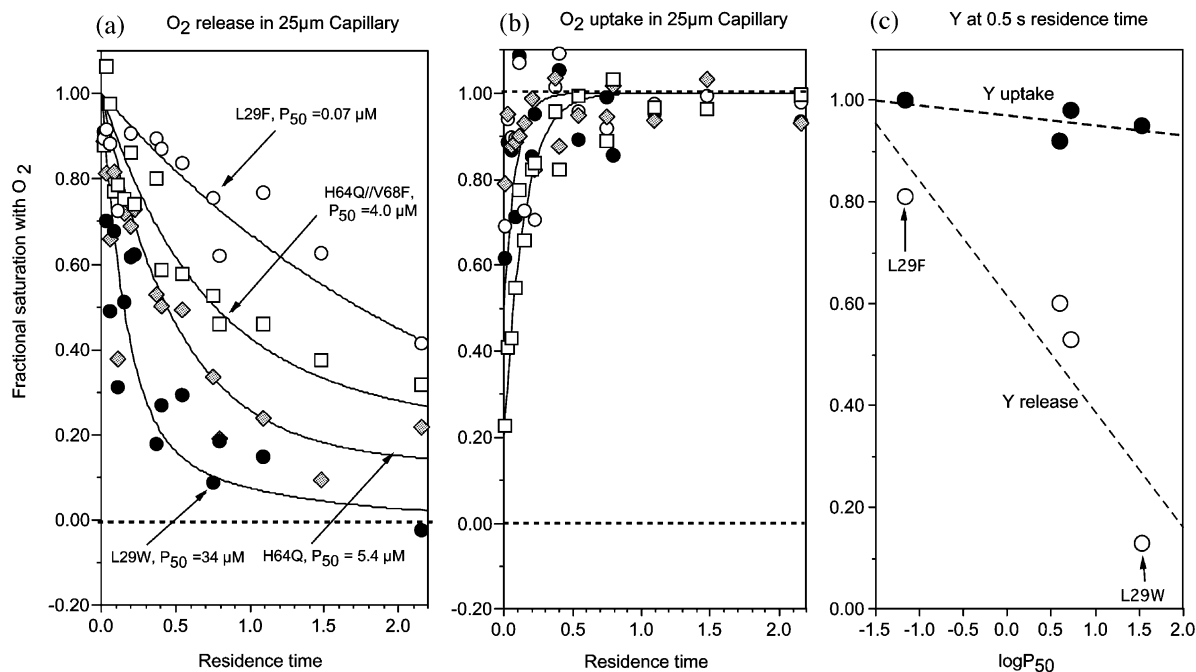 (a)
O2 release in 25µm Capillary
Fractional saturation with O2
1.00
0.80
0.60
0.40
0.20
0.00
-0.20
L29F, P50 =0.07 µM
H64Q//V68F,
P50 =4.0 µM
L29W, P50 =34 µM
H64Q, P50 = 5.4 µM
0.0
0.5
1.0
1.5
2.0
Residence time
(b)
O2 uptake in 25µm Capillary
1.00
0.80
0.60
0.40
0.20
0.00
-0.20
0.0
0.5
1.0
1.5
2.0
Residence time
(c)
Y at 0.5 s residence time
1.00
0.80
0.60
0.40
0.20
0.00
Y uptake
L29F
Y release
L29W
-1.5
-1.0
-0.5
0.0
0.5
1.0
1.5
2.0
logP50